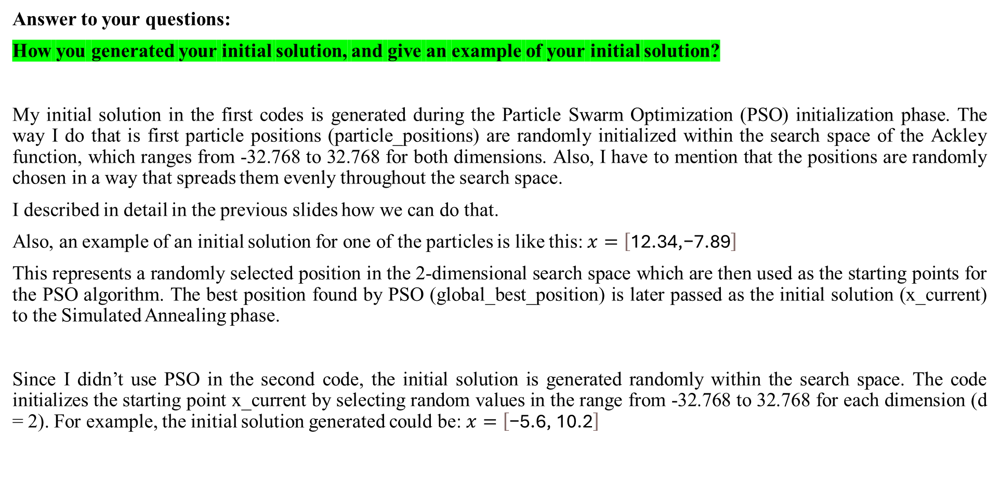 Answer to your questions:
How you generated your initial solution, and give an example of your initial solution?
My initial solution in the first codes is generated during the Particle Swarm Optimization (PSO) initialization phase. The
way I do that is first particle positions (particle_positions) are randomly initialized within the search space of the Ackley
function, which ranges from -32.768 to 32.768 for both dimensions. Also, I have to mention that the positions are randomly
chosen in a way that spreads them evenly throughout the search space.
I described in detail in the previous slides how we can do that.
Also, an example of an initial solution for one of the particles is like this: x = [12.34,−7.89]
This represents a randomly selected position in the 2-dimensional search space which are then used as the starting points for
the PSO algorithm. The best position found by PSO (global_best_position) is later passed as the initial solution (x_current)
to the Simulated Annealing phase.
Since I didn’t use PSO in the second code, the initial solution is generated randomly within the search space. The code
initializes the starting point x_current by selecting random values in the range from -32.768 to 32.768 for each dimension (d
= 2). For example, the initial solution generated could be: x = [−5.6, 10.2]